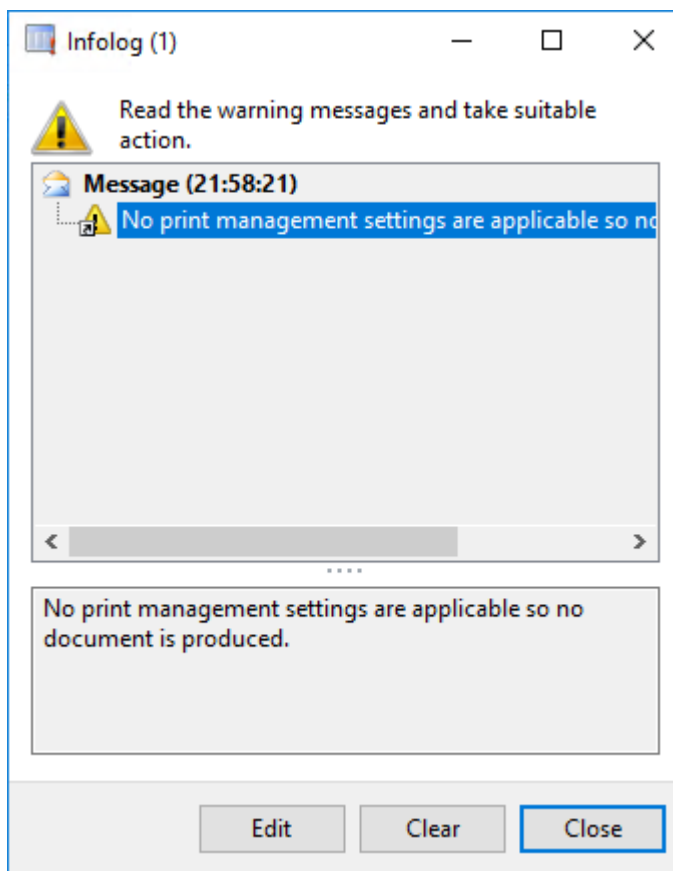 Infolog (1)
Read the warning messages and take suitable
action.
Message (21:58:21)
No print management settings are applicable so no
No print management settings are applicable so no
document is produced.
Edit Clear Close